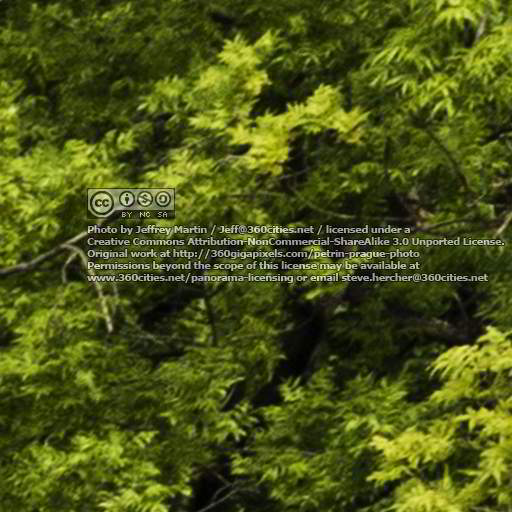 cc
BY NC SA
Photo by Jeffrey Martin / Jeff@360cities.net / licensed under a
Creative Commons Attribution-NonCommercial-ShareAlike 3.0 Unported License.
Original work at http://360gigapixels.com/petrin-prague-photo
Permissions beyond the scope of this license may be available at
www.360cities.net/panorama-licensing or email steve.hercher@360cities.net